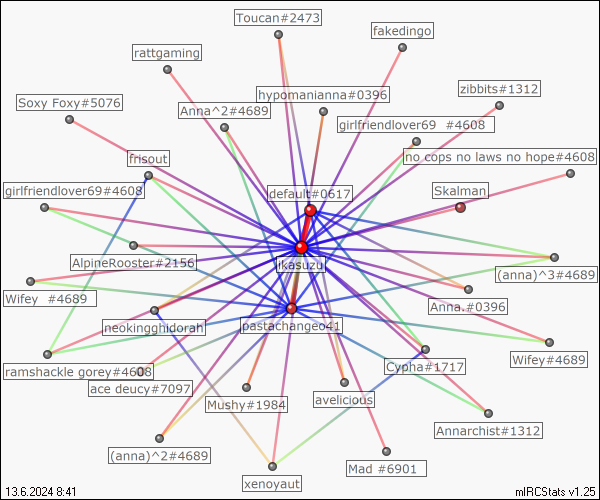 Toucan#2473
fakedingo
rattgaming
zibbits#1312
hypomanianna#0396
Soxy Foxy#5076
Anna^2#4689
girlfriendlover69  #4608
frisout
no cops no laws no hope#4608
girlfriendlover69#4608
default#0617
Skalman
AlpineRooster#2156
ikasuzu
(anna)^3#4689
Wifey  #4689
Anna.#0396
neokingghidorah
pastachangeo41
Wifey#4689
ramshackle gorey#4608
Cypha#1717
ace deucy#7097
Mushy#1984
avelicious
Annarchist#1312
(anna)^2#4689
Mad #6901
xenoyaut
13.6.2024 8:41
mIRCStats v1.25